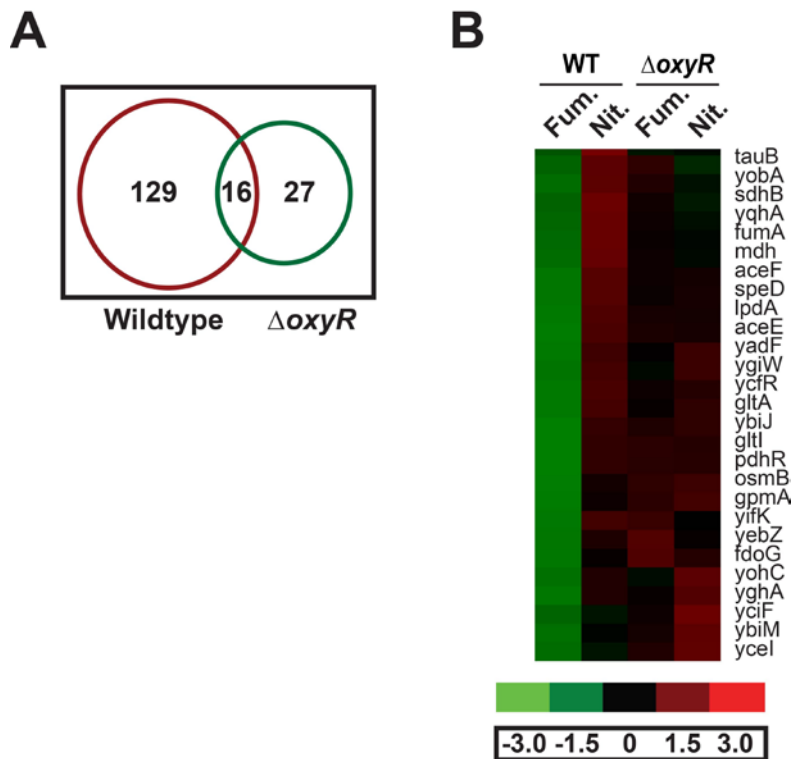 A
129 16 27
Wildtype ΔoxyR
B
WT ΔoxyR
Fum. Nit. Fum. Nit.
tauB
yobA
sdhB
yqhA
fumA
mdh
aceF
speD
lpdA
aceE
yadF
ygiW
ycfR
gltA
ybiJ
gltI
pdhR
osmB
gpmA
yifK
yebZ
fdoG
yohC
yghA
yciF
ybiM
yceI
-3.0 -1.5 0 1.5 3.0